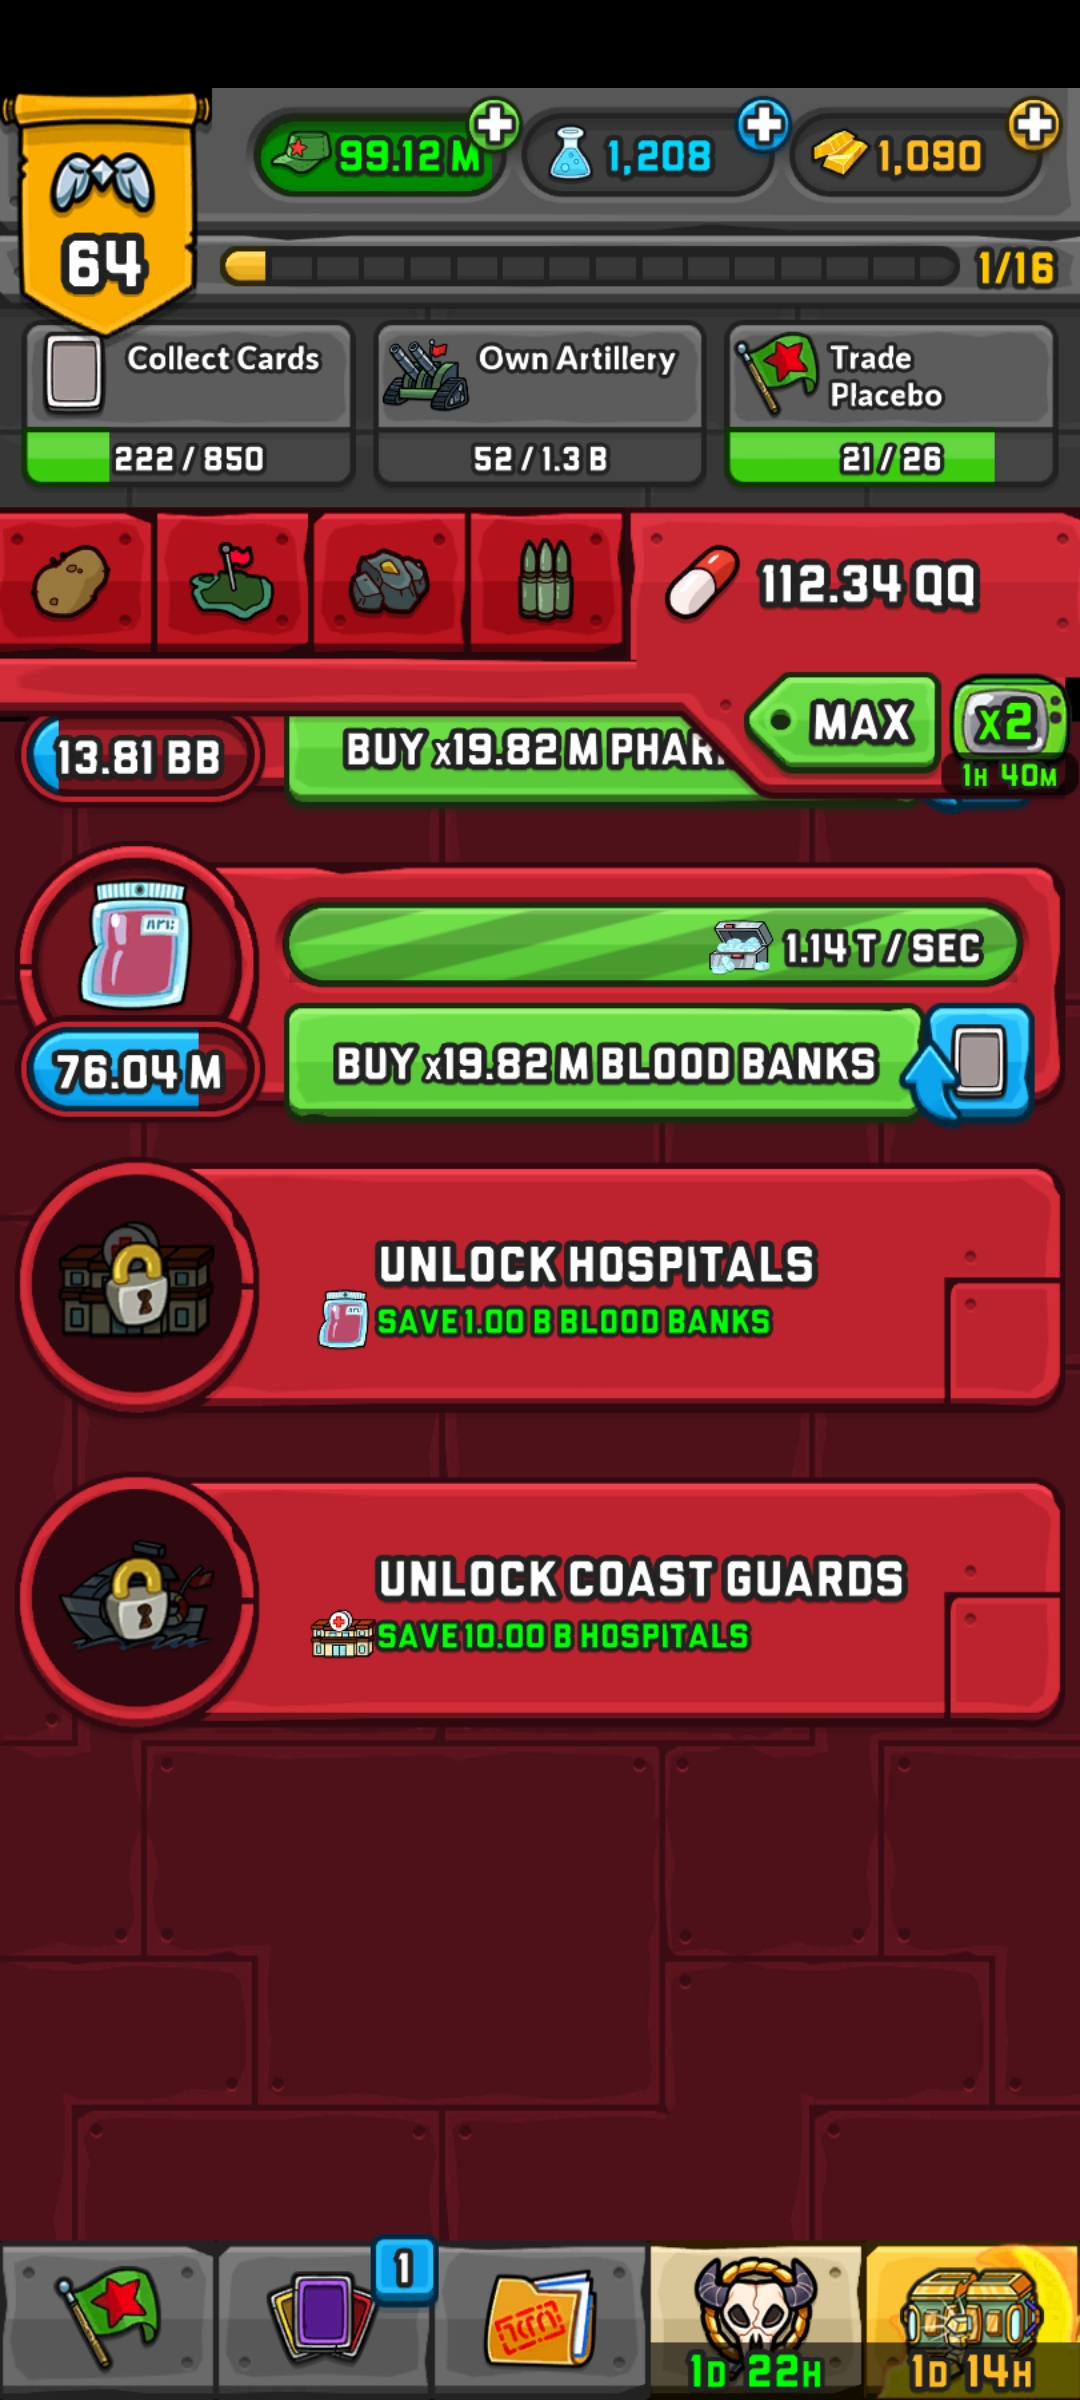 99.12 M
1,208
1,090
64
1/16
Collect Cards
222 / 850
Own Artillery
52 / 1.3 B
Trade
Placebo
21 / 26
112.34 QQ
MAX
x2
1H 40M
13.81 BB
BUY x19.82 M
1.14 T / SEC
76.04 M
BUY x19.82 M BLOOD BANKS
UNLOCK HOSPITALS
SAVE 1.00 B BLOOD BANKS
UNLOCK COAST GUARDS
SAVE 10.00 B HOSPITALS
1
1D 22H
1D 14H